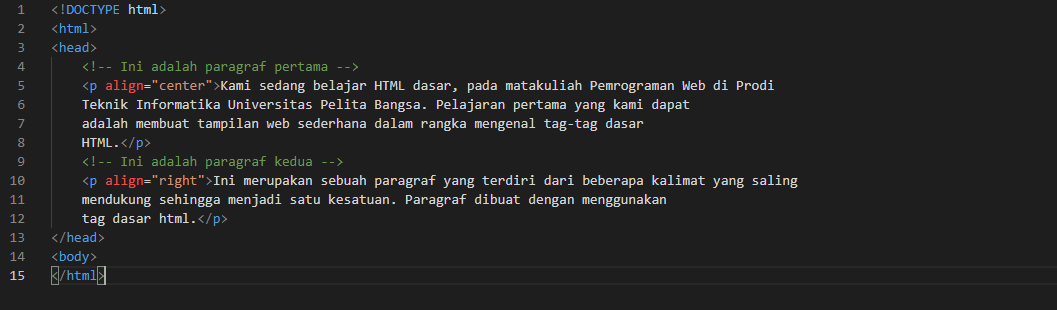 1 <!DOCTYPE html>
2 <html>
3 <head>
4 <!-- Ini adalah paragraf pertama -->
5 <p align="center">Kami sedang belajar HTML dasar, pada matakuliah Pemrograman Web di Prodi
6 Teknik Informatika Universitas Pelita Bangsa. Pelajaran pertama yang kami dapat
7 adalah membuat tampilan web sederhana dalam rangka mengenal tag-tag dasar
8 HTML.</p>
9 <!-- Ini adalah paragraf kedua -->
10 <p align="right">Ini merupakan sebuah paragraf yang terdiri dari beberapa kalimat yang saling
11 mendukung sehingga menjadi satu kesatuan. Paragraf dibuat dengan menggunakan
12 tag dasar html.</p>
13 </head>
14 <body>
15 </html>